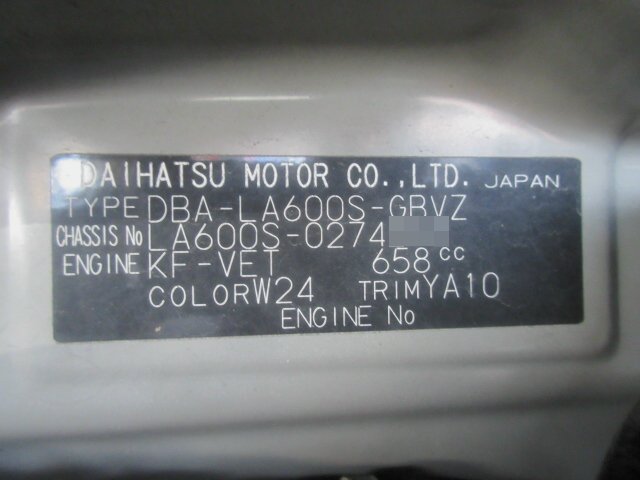 DAIHATSU MOTOR CO.,LTD. JAPAN
TYPE DBA-LA600S-GBVZ
CHASSIS No LA600S-0274
ENGINE KF-VET 658 cc
COLOR W24 TRIM YA10
ENGINE No